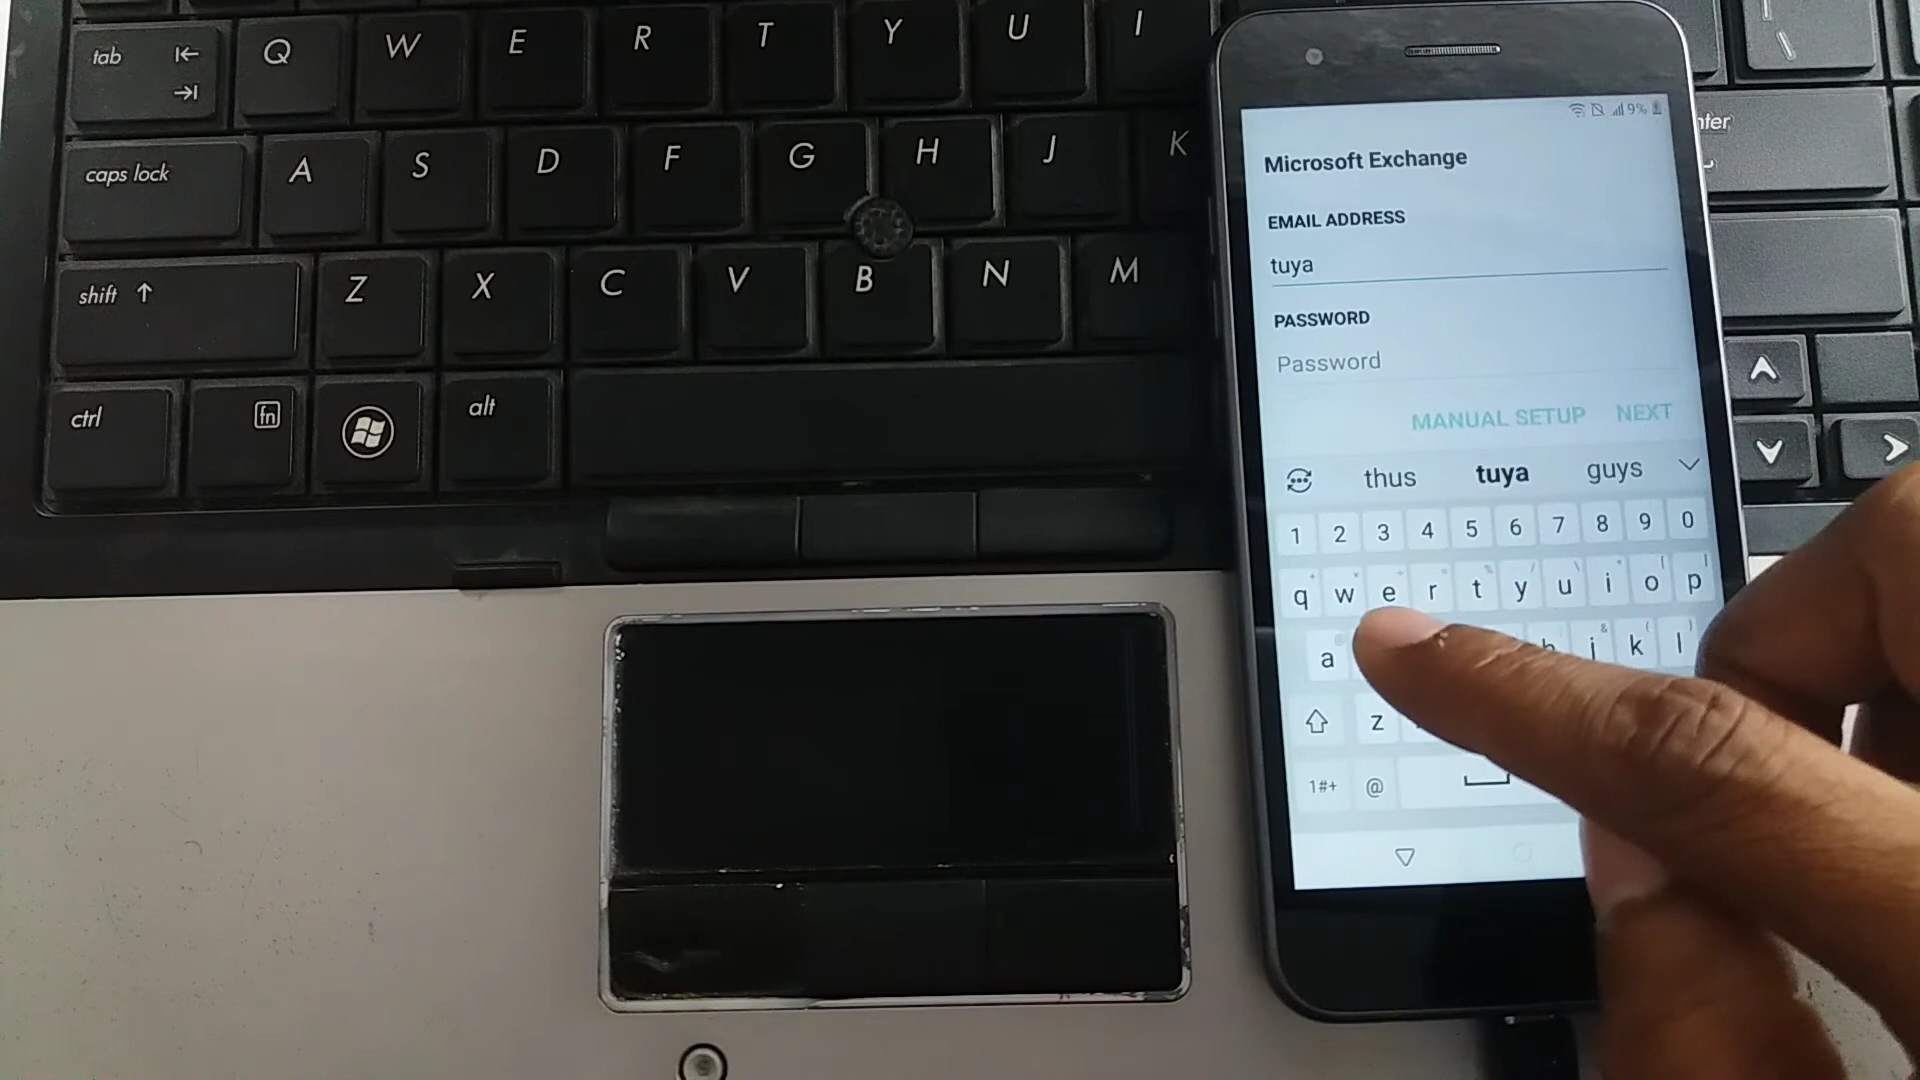 tab Q W E R T Y U I
caps lock A S D F G H J K
shift Z X C V B N M
ctrl fn alt
9%
Microsoft Exchange
EMAIL ADDRESS
tuya
PASSWORD
Password
MANUAL SETUP NEXT
thus tuya guys
1 2 3 4 5 6 7 8 9 0
q w e r t y u i o p
a j k l
z
1#+ @